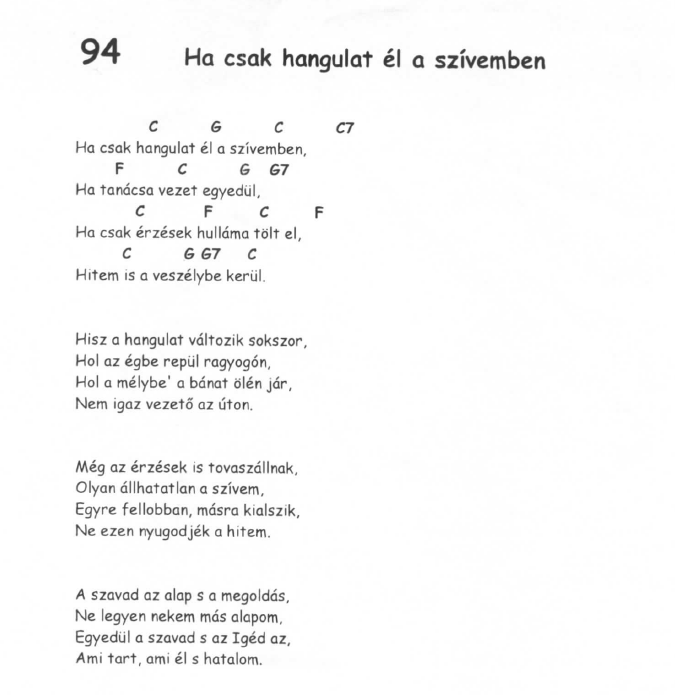 94 Ha csak hangulat él a szívemben
C G C C7
Ha csak hangulat él a szívemben,
F C G G7
Ha tanácsa vezet egyedül,
C F C F
Ha csak érzések hulláma tölt el,
C G G7 C
Hitem is a veszélybe kerül.
Hisz a hangulat változik sokszor,
Hol az égbe repül ragyogón,
Hol a mélybe' a bánat ölén jár,
Nem igaz vezető az úton.
Még az érzések is tovaszállnak,
Olyan állhatatlan a szívem,
Egyre fellobban, másra kialszik,
Ne ezen nyugodjék a hitem.
A szavad az alap s a megoldás,
Ne legyen nekem más alapom,
Egyedül a szavad s az Igéd az,
Ami tart, ami él s hatalom.